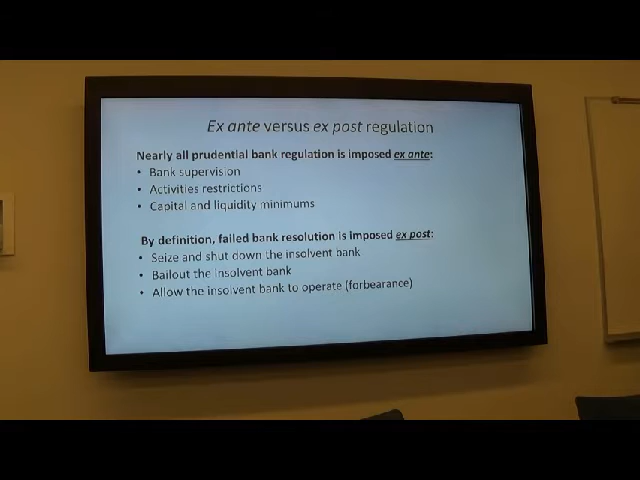 Ex ante versus ex post regulation
Nearly all prudential bank regulation is imposed ex ante:
• Bank supervision
• Activities restrictions
• Capital and liquidity minimums
By definition, failed bank resolution is imposed ex post:
• Seize and shut down the insolvent bank
• Bailout the insolvent bank
• Allow the insolvent bank to operate (forbearance)